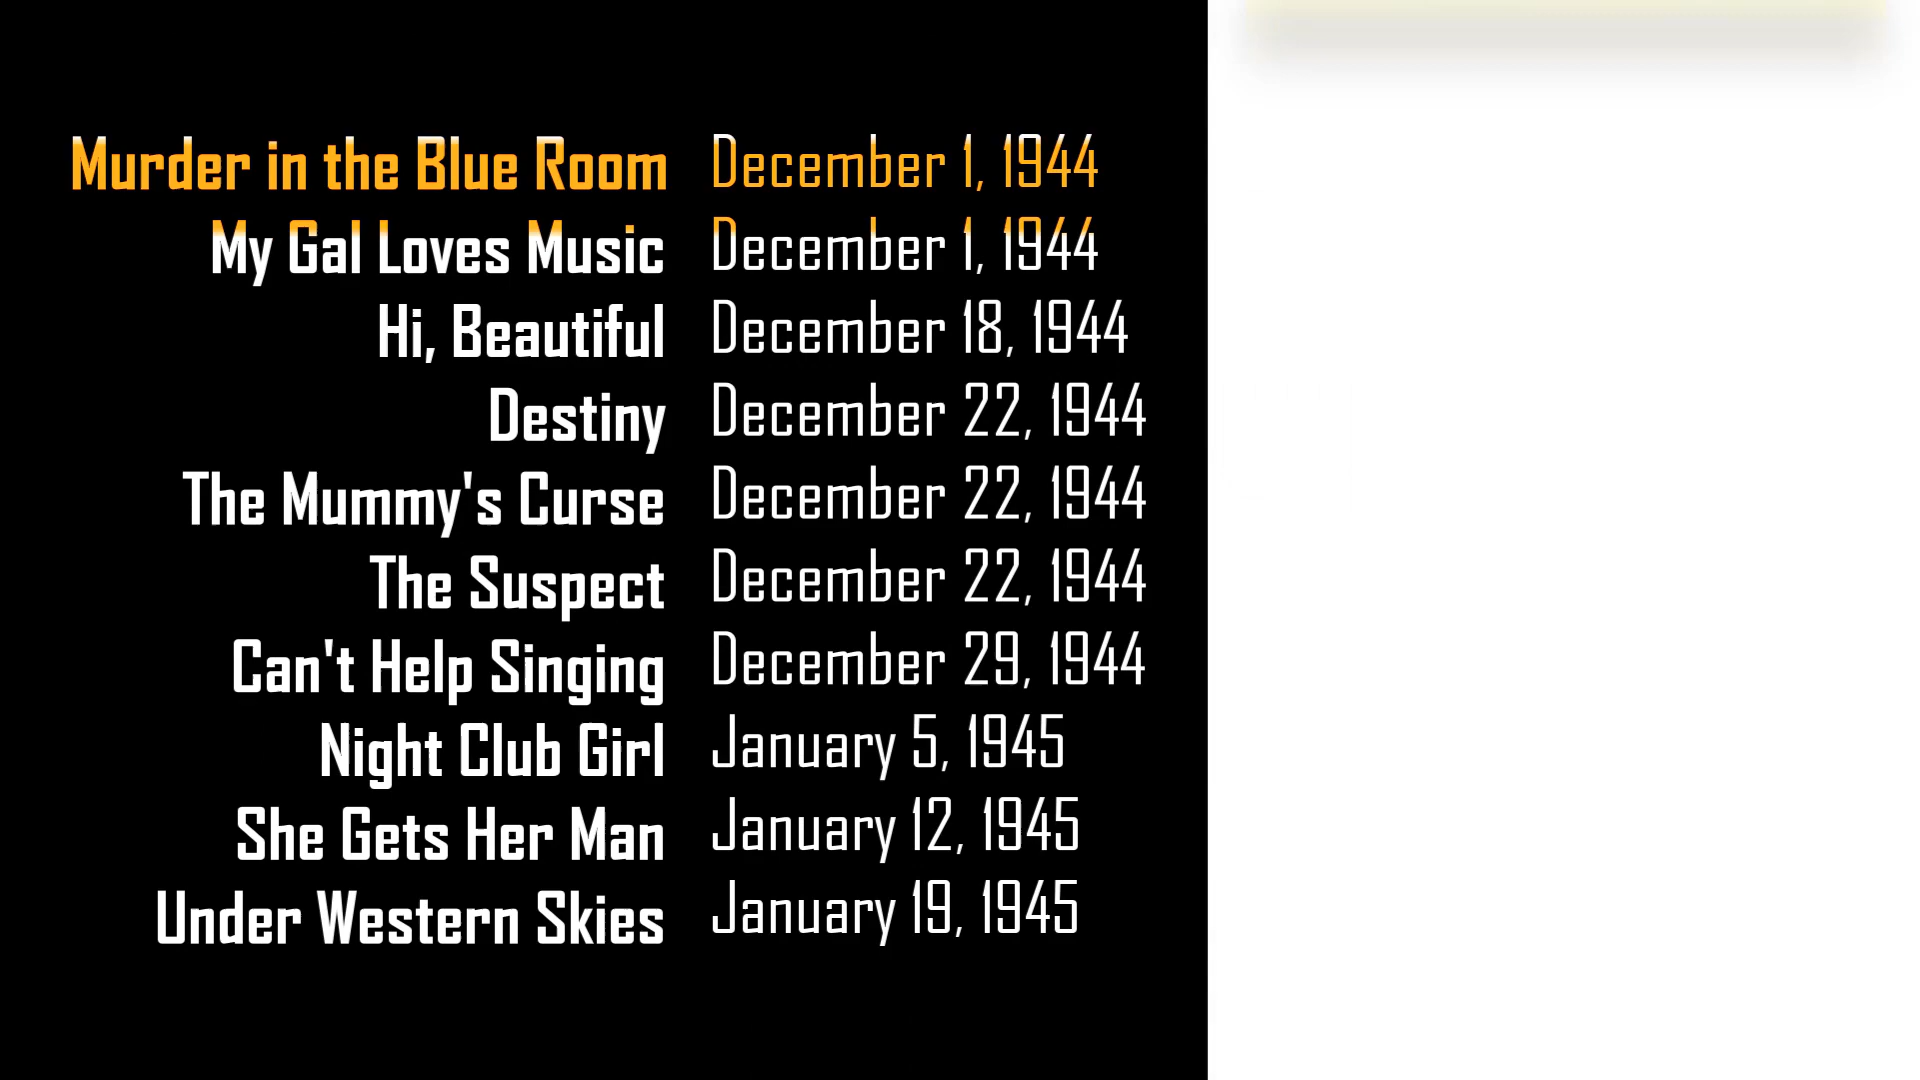 Murder in the Blue Room December 1, 1944
My Gal Loves Music December 1, 1944
Hi, Beautiful December 18, 1944
Destiny December 22, 1944
The Mummy's Curse December 22, 1944
The Suspect December 22, 1944
Can't Help Singing December 29, 1944
Night Club Girl January 5, 1945
She Gets Her Man January 12, 1945
Under Western Skies January 19, 1945